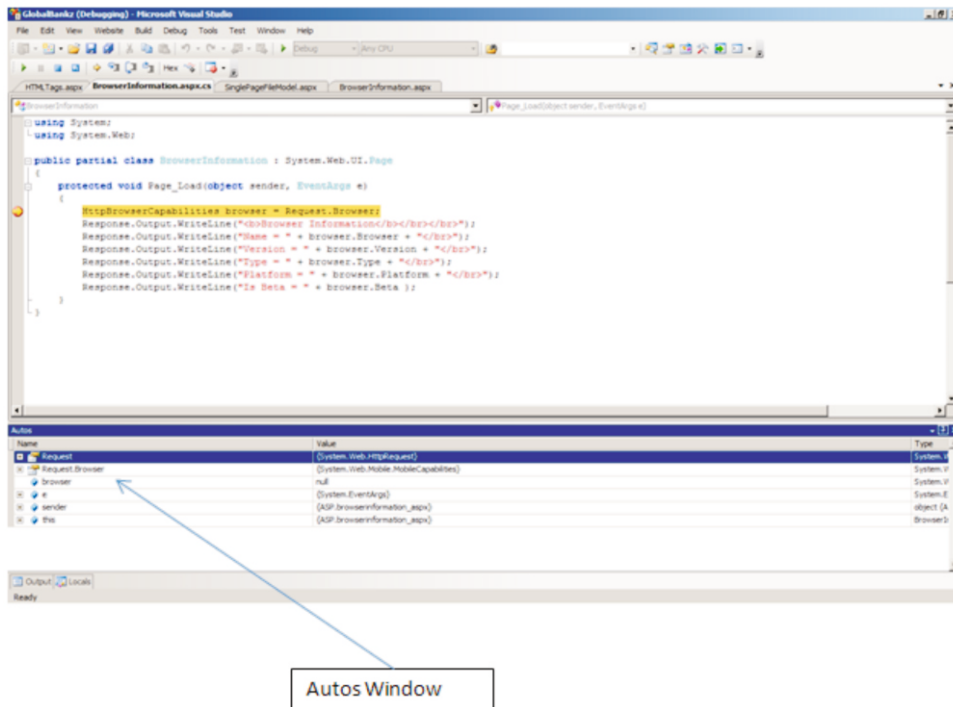 GlobalBankz (Debugging) - Microsoft Visual Studio
File Edit View Website Build Debug Tools Test Window Help
Debug Any CPU
Hex
HTMLTags.aspx BrowserInformation.aspx.cs SinglePageFileModel.aspx BrowserInformation.aspx
BrowserInformation Page_Load(object sender, EventArgs e)
using System;
using System.Web;
public partial class BrowserInformation : System.Web.UI.Page
{
protected void Page_Load(object sender, EventArgs e)
{
HttpBrowserCapabilities browser = Request.Browser;
Response.Output.WriteLine("<b>Browser Information</b></br></br>");
Response.Output.WriteLine("Name = " + browser.Browser + "</br>");
Response.Output.WriteLine("Version = " + browser.Version + "</br>");
Response.Output.WriteLine("Type = " + browser.Type + "</br>");
Response.Output.WriteLine("Platform = " + browser.Platform + "</br>");
Response.Output.WriteLine("Is Beta = " + browser.Beta );
}
}
Autos
Name Value Type
Request {System.Web.HttpRequest} System.W
Request.Browser {System.Web.Mobile.MobileCapabilities} System.W
browser null System.W
e {System.EventArgs} System.E
sender {ASP.browserinformation_aspx} object {A
this {ASP.browserinformation_aspx} BrowserIn
Output Locals
Ready
Autos Window